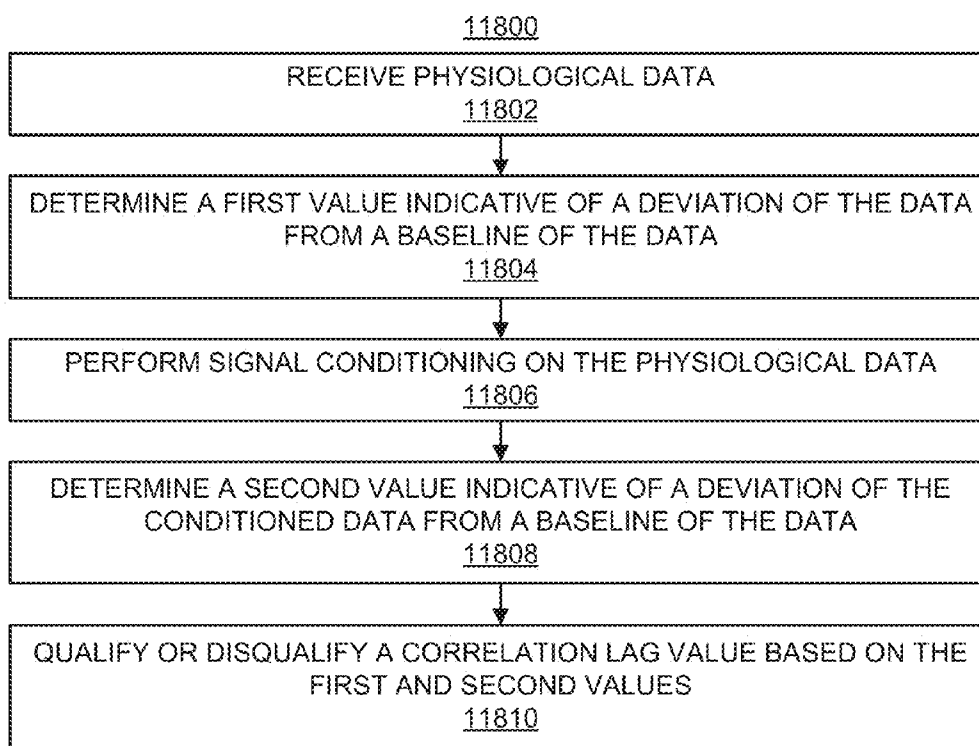 11800
RECEIVE PHYSIOLOGICAL DATA
11802
DETERMINE A FIRST VALUE INDICATIVE OF A DEVIATION OF THE DATA
FROM A BASELINE OF THE DATA
11804
PERFORM SIGNAL CONDITIONING ON THE PHYSIOLOGICAL DATA
11806
DETERMINE A SECOND VALUE INDICATIVE OF A DEVIATION OF THE
CONDITIONED DATA FROM A BASELINE OF THE DATA
11808
QUALIFY OR DISQUALIFY A CORRELATION LAG VALUE BASED ON THE
FIRST AND SECOND VALUES
11810